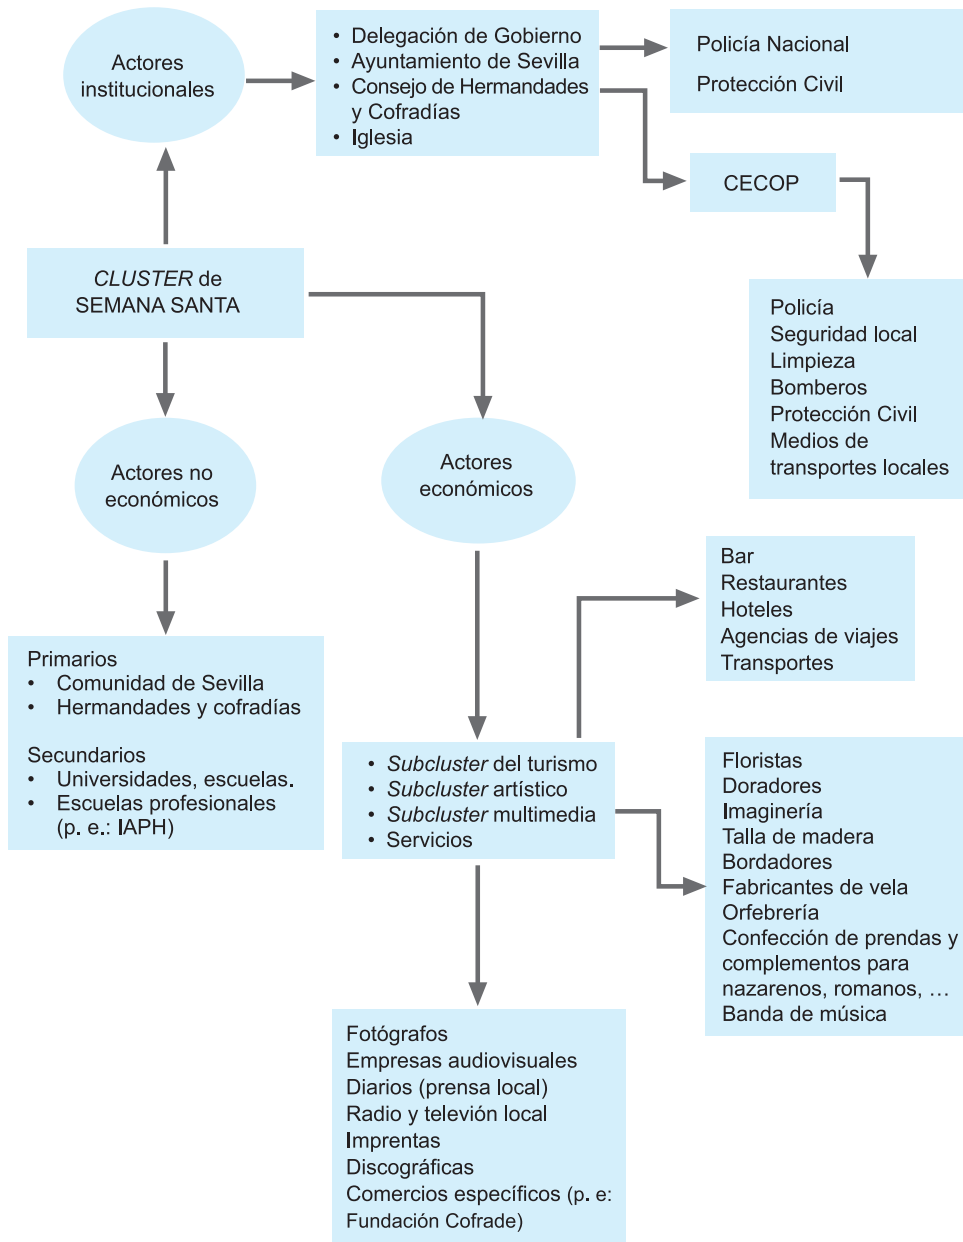 Actores
institucionales
• Delegación de Gobierno
• Ayuntamiento de Sevilla
• Consejo de Hermandades
y Cofradías
• Iglesia
Policía Nacional
Protección Civil
CECOP
Policía
Seguridad local
Limpieza
Bomberos
Protección Civil
Medios de
transportes locales
CLUSTER de
SEMANA SANTA
Actores no
económicos
Actores
económicos
Primarios
• Comunidad de Sevilla
• Hermandades y cofradías
Secundarios
• Universidades, escuelas.
• Escuelas profesionales
(p. e.: IAPH)
• Subcluster del turismo
• Subcluster artístico
• Subcluster multimedia
• Servicios
Bar
Restaurantes
Hoteles
Agencias de viajes
Transportes
Floristas
Doradores
Imaginería
Talla de madera
Bordadores
Fabricantes de vela
Orfebrería
Confección de prendas y
complementos para
nazarenos, romanos, …
Banda de música
Fotógrafos
Empresas audiovisuales
Diarios (prensa local)
Radio y televión local
Imprentas
Discográficas
Comercios específicos (p. e:
Fundación Cofrade)